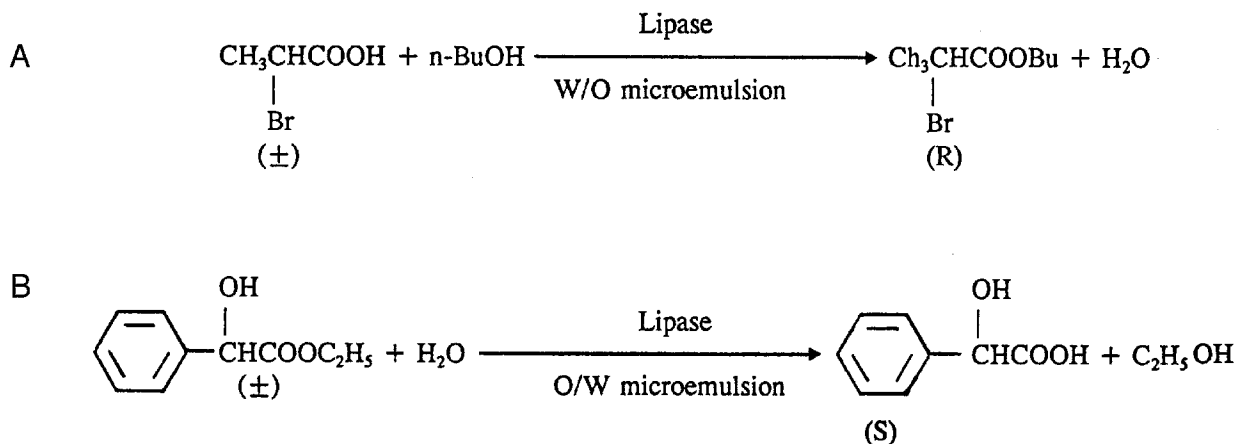 A
Lipase
CH₃CHCOOH + n-BuOH
Ch₃CHCOOBu + H₂O
W/O microemulsion
Br
Br
(±)
(R)
B
OH
OH
Lipase
CHCOOC₂H₅ + H₂O
CHCOOH + C₂H₅OH
(±)
O/W microemulsion
(S)